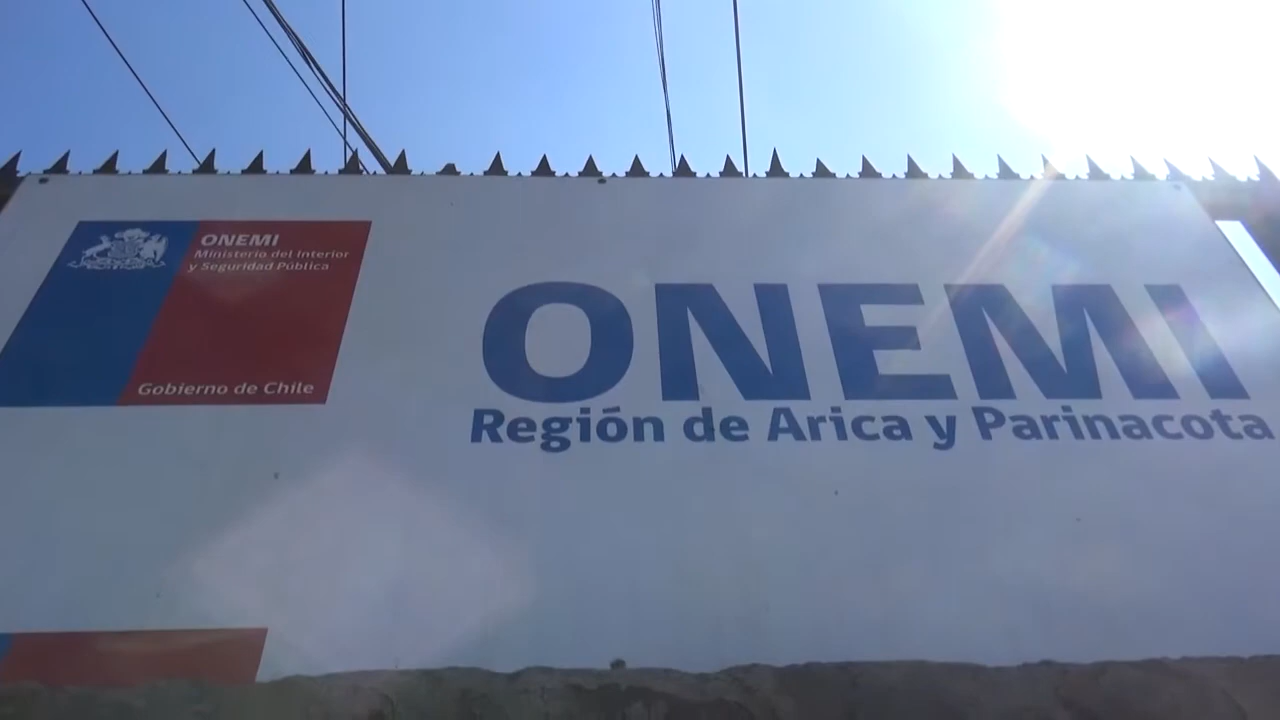 ONEMI
Ministerio del Interior
y Seguridad Pública
Gobierno de Chile
ONEMI
Región de Arica y Parinacota